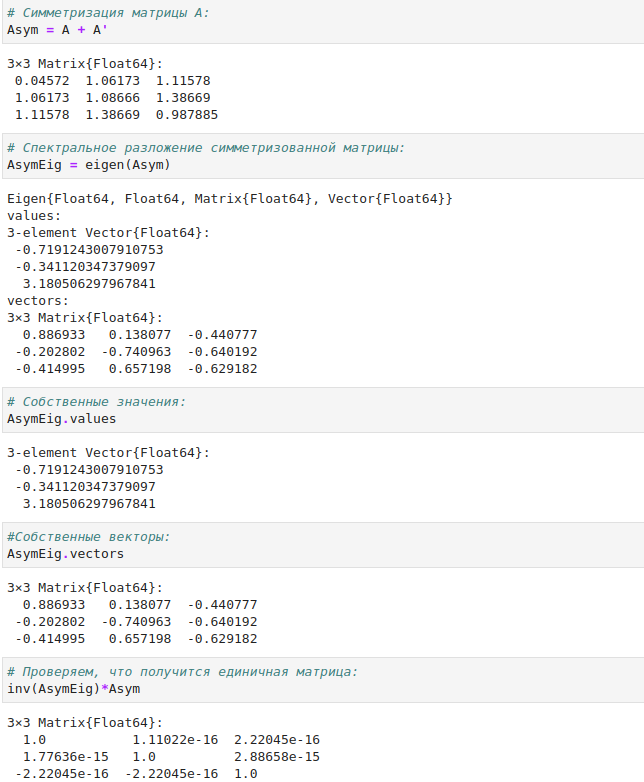 # Симметризация матрицы A:
Asym = A + A'
3×3 Matrix{Float64}:
 0.04572  1.06173  1.11578
 1.06173  1.08666  1.38669
 1.11578  1.38669  0.987885
# Спектральное разложение симметризованной матрицы:
AsymEig = eigen(Asym)
Eigen{Float64, Float64, Matrix{Float64}, Vector{Float64}}
values:
3-element Vector{Float64}:
 -0.7191243007910753
 -0.341120347379097
  3.180506297967841
vectors:
3×3 Matrix{Float64}:
  0.886933   0.138077  -0.440777
 -0.202802  -0.740963  -0.640192
 -0.414995   0.657198  -0.629182
# Собственные значения:
AsymEig.values
3-element Vector{Float64}:
 -0.7191243007910753
 -0.341120347379097
  3.180506297967841
#Собственные векторы:
AsymEig.vectors
3×3 Matrix{Float64}:
  0.886933   0.138077  -0.440777
 -0.202802  -0.740963  -0.640192
 -0.414995   0.657198  -0.629182
# Проверяем, что получится единичная матрица:
inv(AsymEig)*Asym
3×3 Matrix{Float64}:
  1.0           1.11022e-16  2.22045e-16
  1.77636e-15   1.0          2.88658e-15
 -2.22045e-16  -2.22045e-16  1.0